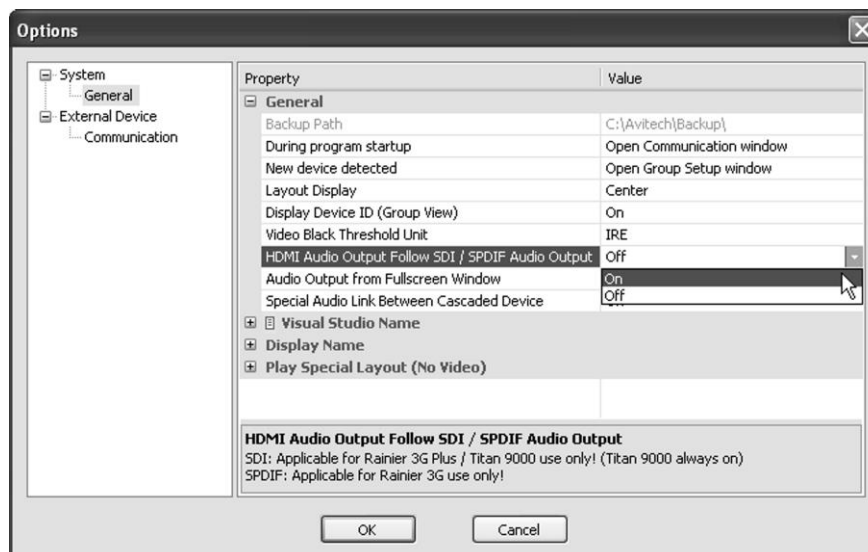 Options
System
General
External Device
Communication
Property Value
General
Backup Path C:\Avitech\Backup\
During program startup Open Communication window
New device detected Open Group Setup window
Layout Display Center
Display Device ID (Group View) On
Video Black Threshold Unit IRE
HDMI Audio Output Follow SDI / SPDIF Audio Output Off
Audio Output from Fullscreen Window On
Special Audio Link Between Cascaded Device Off
Visual Studio Name
Display Name
Play Special Layout (No Video)
HDMI Audio Output Follow SDI / SPDIF Audio Output
SDI: Applicable for Rainier 3G Plus / Titan 9000 use only! (Titan 9000 always on)
SPDIF: Applicable for Rainier 3G use only!
OK Cancel